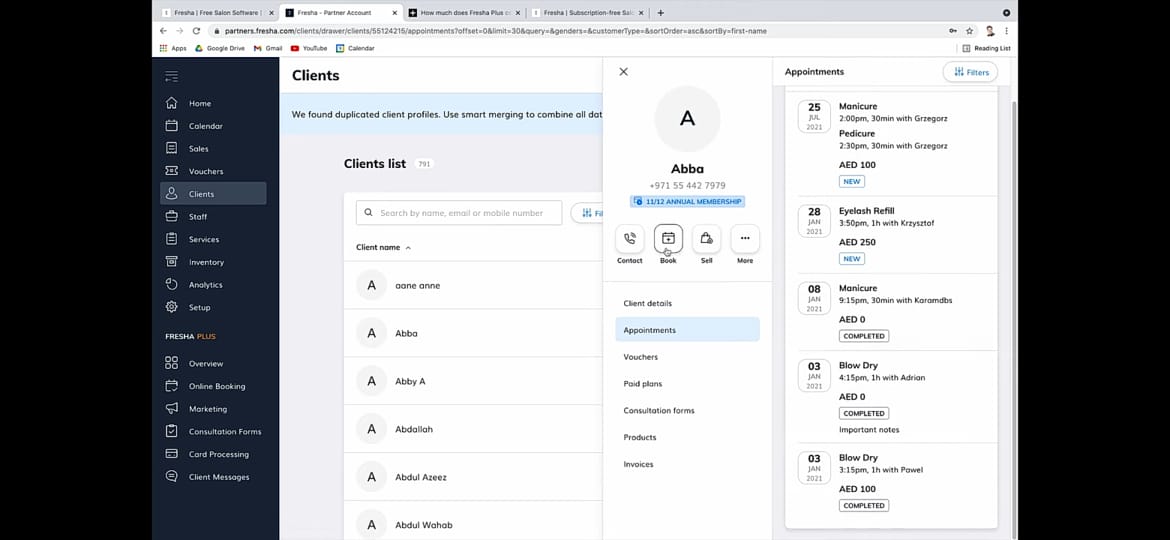 Fresha | Free Salon Software |
Fresha - Partner Account
How much does Fresha Plus c
Fresha | Subscription-free Sal
partners.fresha.com/clients/drawer/clients/55124215/appointments?offset=0&limit=30&query=&genders=&customerType=&sortOrder=asc&sortBy=first-name
Apps
Google Drive
Gmail
YouTube
Calendar
Reading List
Home
Calendar
Sales
Vouchers
Clients
Staff
Services
Inventory
Analytics
Setup
FRESHA PLUS
Overview
Online Booking
Marketing
Consultation Forms
Card Processing
Client Messages
Clients
We found duplicated client profiles. Use smart merging to combine all dat
Clients list 791
Search by name, email or mobile number
Fil
Client name
A aane anne
A Abba
A Abby A
A Abdallah
A Abdul Azeez
A Abdul Wahab
A
Abba
+971 55 442 7979
11/12 ANNUAL MEMBERSHIP
Contact
Book
Sell
More
Client details
Appointments
Vouchers
Paid plans
Consultation forms
Products
Invoices
Appointments
Filters
25 JUL 2021
Manicure
2:00pm, 30min with Grzegorz
Pedicure
2:30pm, 30min with Grzegorz
AED 100
NEW
28 JAN 2021
Eyelash Refill
3:50pm, 1h with Krzysztof
AED 250
NEW
08 JAN 2021
Manicure
9:15pm, 30min with Karamdbs
AED 0
COMPLETED
03 JAN 2021
Blow Dry
4:15pm, 1h with Adrian
AED 0
COMPLETED
Important notes
03 JAN 2021
Blow Dry
3:15pm, 1h with Pawel
AED 100
COMPLETED